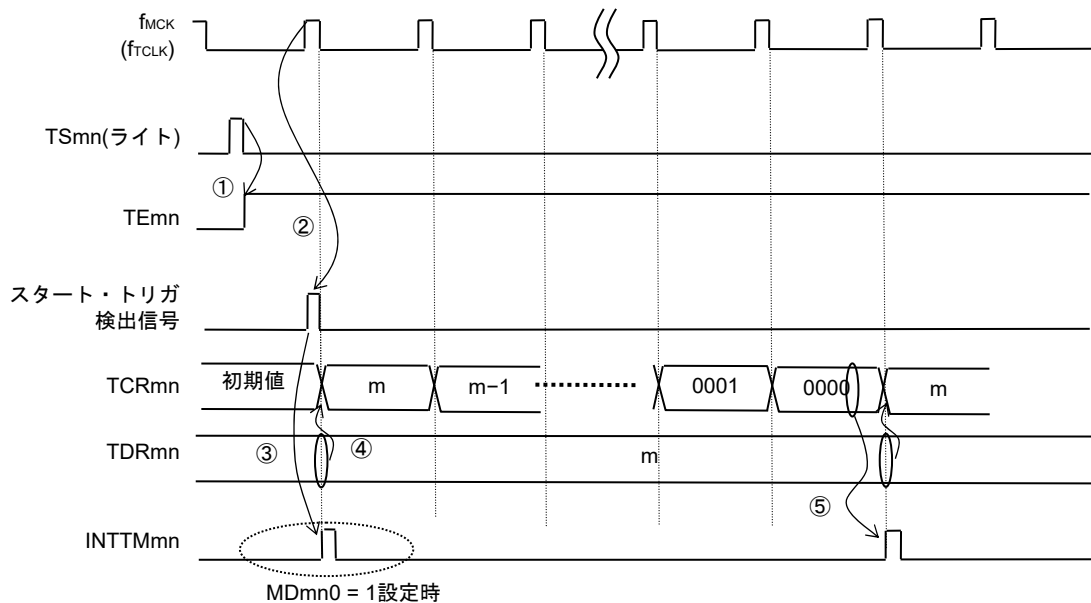 fMCK
(fTCLK)
TSmn(ライト)
①
TEmn
②
スタート・トリガ
検出信号
TCRmn
初期値
m
m−1
0001
0000
m
TDRmn
③
④
m
⑤
INTTMmn
MDmn0 = 1設定時